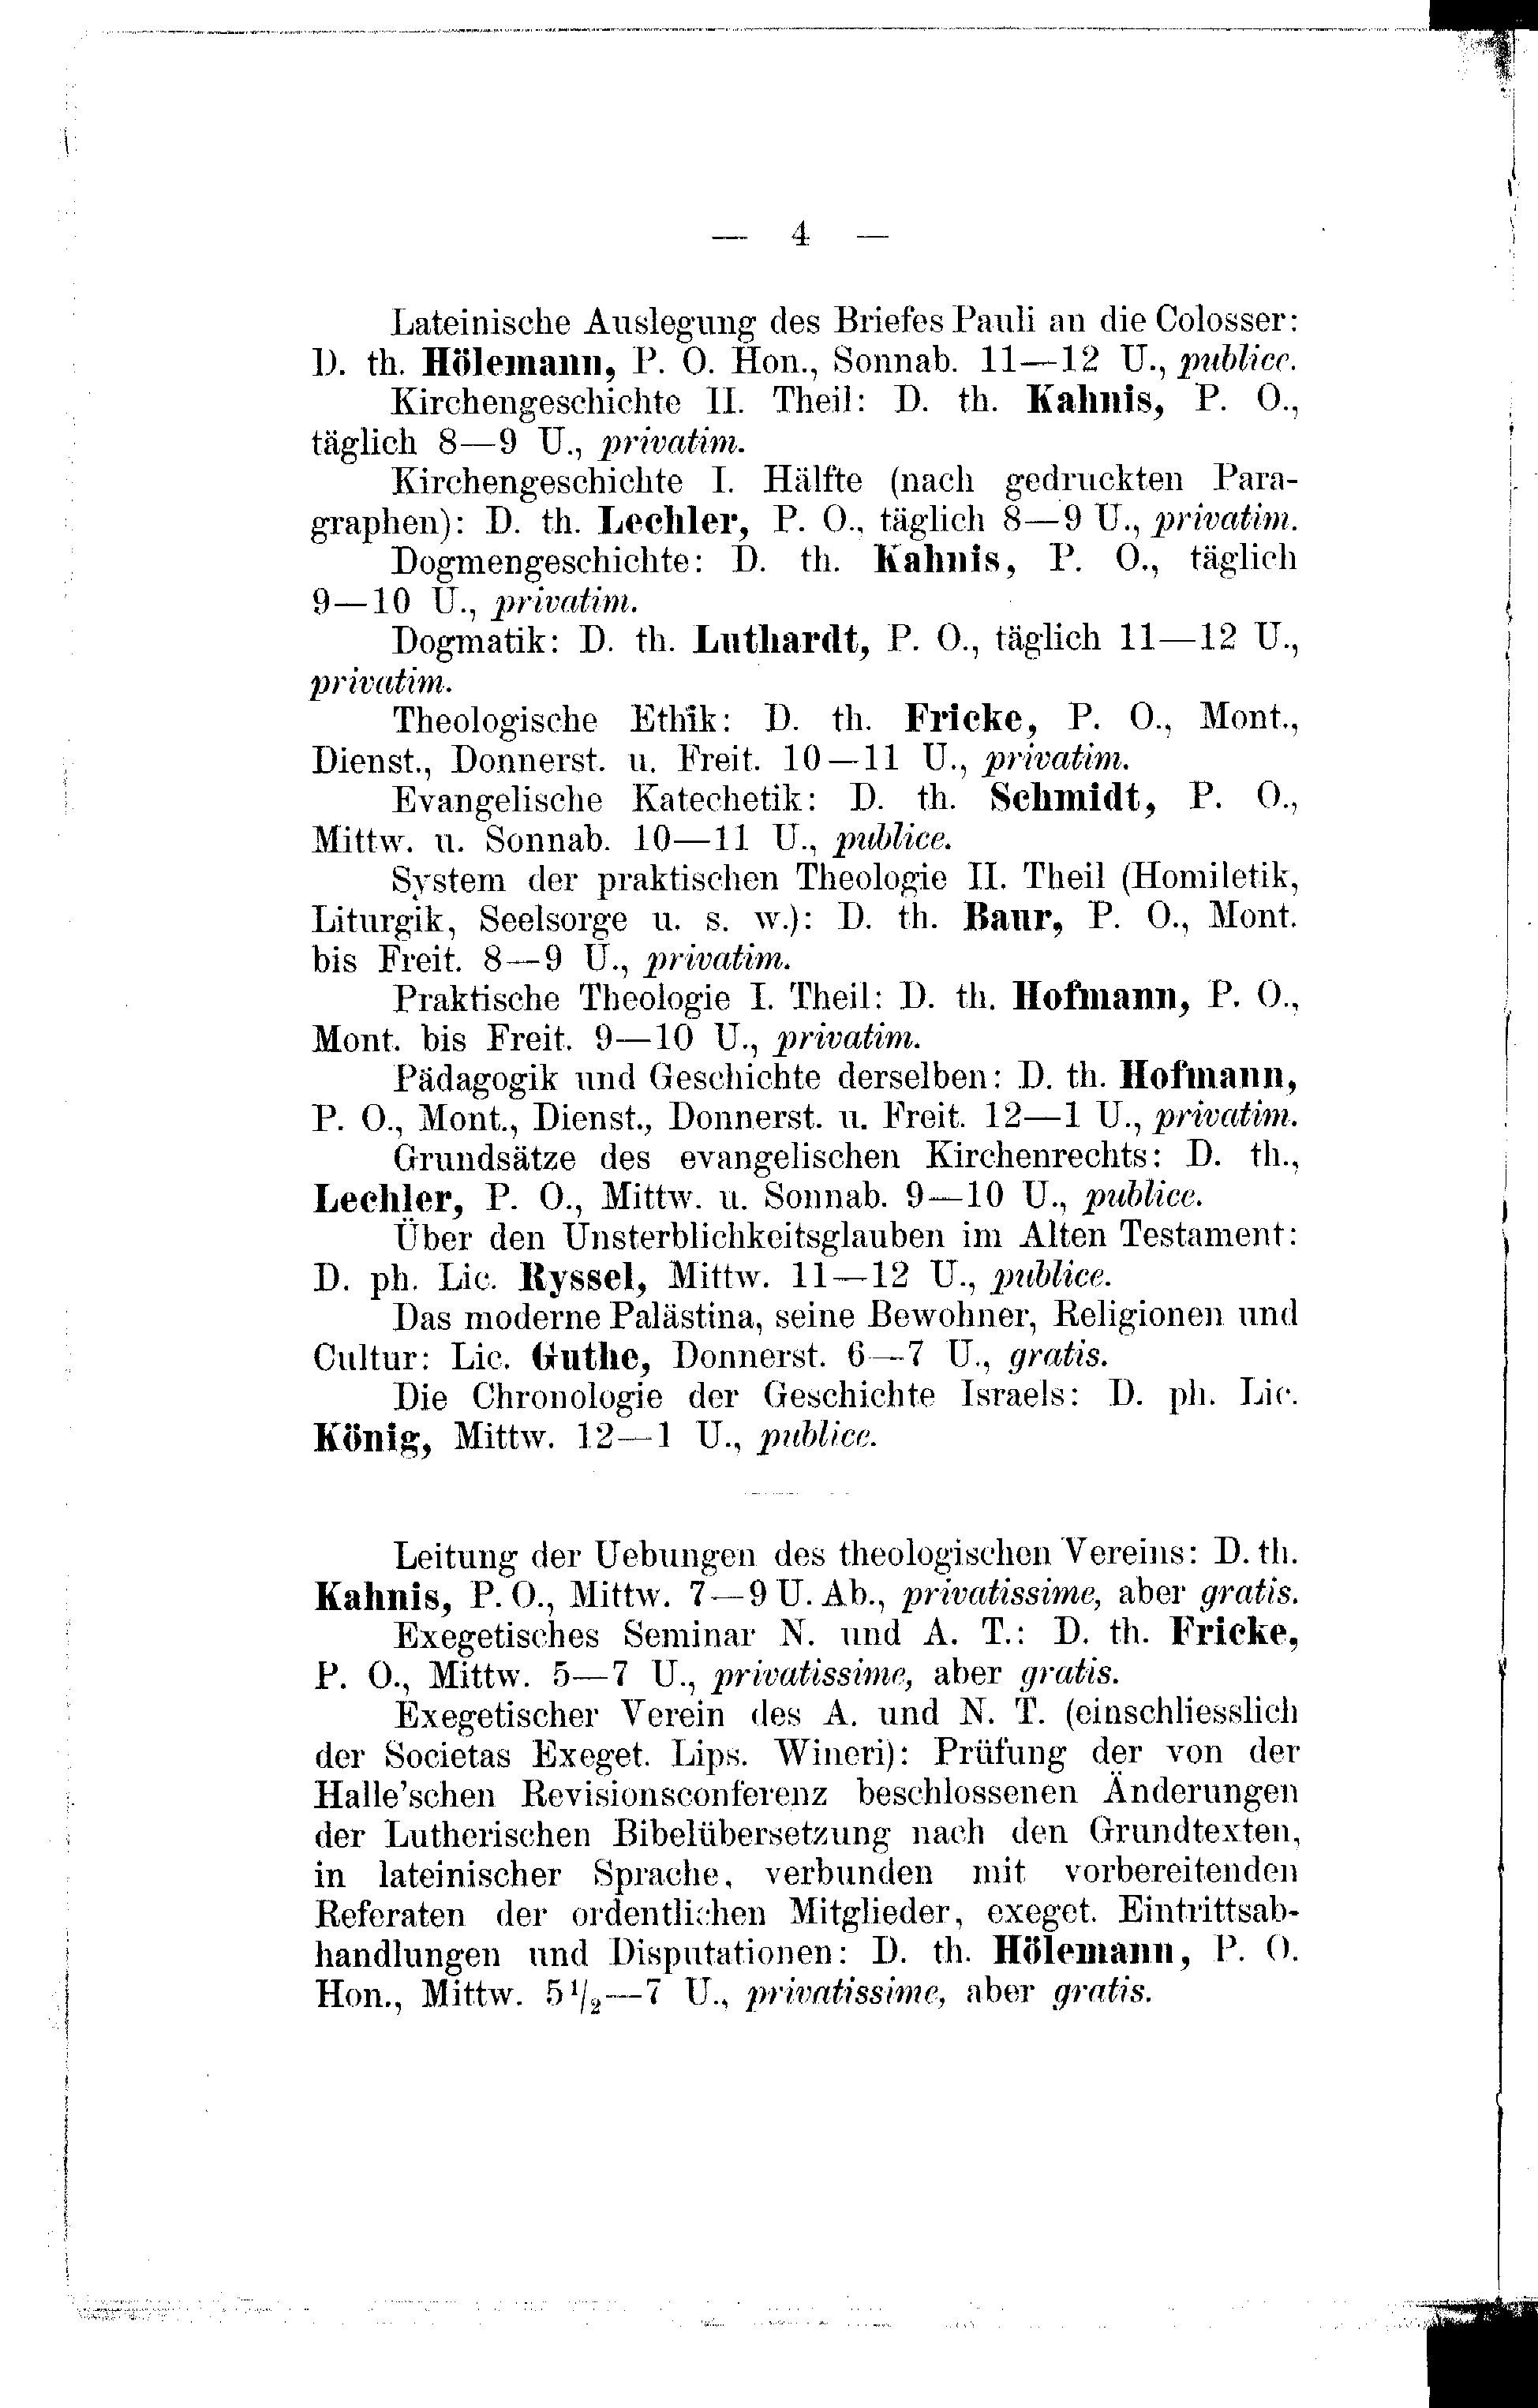 — 4 —
Lateinische Auslegung des Briefes Pauli an die Colosser:
D. th. Hölemann, P. O. Hon., Sonnab. 11—12 U., publice.
Kirchengeschichte II. Theil: D. th. Kahnis, P. O.,
täglich 8—9 U., privatim.
Kirchengeschichte I. Hälfte (nach gedruckten Para-
graphen): D. th. Lechler, P. O., täglich 8—9 U., privatim.
Dogmengeschichte: D. th. Kahnis, P. O., täglich
9—10 U., privatim.
Dogmatik: D. th. Luthardt, P. O., täglich 11—12 U.,
privatim.
Theologische Ethik: D. th. Fricke, P. O., Mont.,
Dienst., Donnerst. u. Freit. 10—11 U., privatim.
Evangelische Katechetik: D. th. Schmidt, P. O.,
Mittw. u. Sonnab. 10—11 U., publice.
System der praktischen Theologie II. Theil (Homiletik,
Liturgik, Seelsorge u. s. w.): D. th. Baur, P. O., Mont.
bis Freit. 8—9 U., privatim.
Praktische Theologie I. Theil: D. th. Hofmann, P. O.,
Mont. bis Freit. 9—10 U., privatim.
Pädagogik und Geschichte derselben: D. th. Hofmann,
P. O., Mont., Dienst., Donnerst. u. Freit. 12—1 U., privatim.
Grundsätze des evangelischen Kirchenrechts: D. th.,
Lechler, P. O., Mittw. u. Sonnab. 9—10 U., publice.
Über den Unsterblichkeitsglauben im Alten Testament:
D. ph. Lic. Ryssel, Mittw. 11—12 U., publice.
Das moderne Palästina, seine Bewohner, Religionen und
Cultur: Lic. Guthe, Donnerst. 6—7 U., gratis.
Die Chronologie der Geschichte Israels: D. ph. Lic.
König, Mittw. 12—1 U., publice.
Leitung der Uebungen des theologischen Vereins: D. th.
Kahnis, P. O., Mittw. 7—9 U. Ab., privatissime, aber gratis.
Exegetisches Seminar N. und A. T.: D. th. Fricke,
P. O., Mittw. 5—7 U., privatissime, aber gratis.
Exegetischer Verein des A. und N. T. (einschliesslich
der Societas Exeget. Lips. Wineri): Prüfung der von der
Halle'schen Revisionsconferenz beschlossenen Änderungen
der Lutherischen Bibelübersetzung nach den Grundtexten,
in lateinischer Sprache, verbunden mit vorbereitenden
Referaten der ordentlichen Mitglieder, exeget. Eintrittsab-
handlungen und Disputationen: D. th. Hölemann, P. O.
Hon., Mittw. 5 1/2—7 U., privatissime, aber gratis.